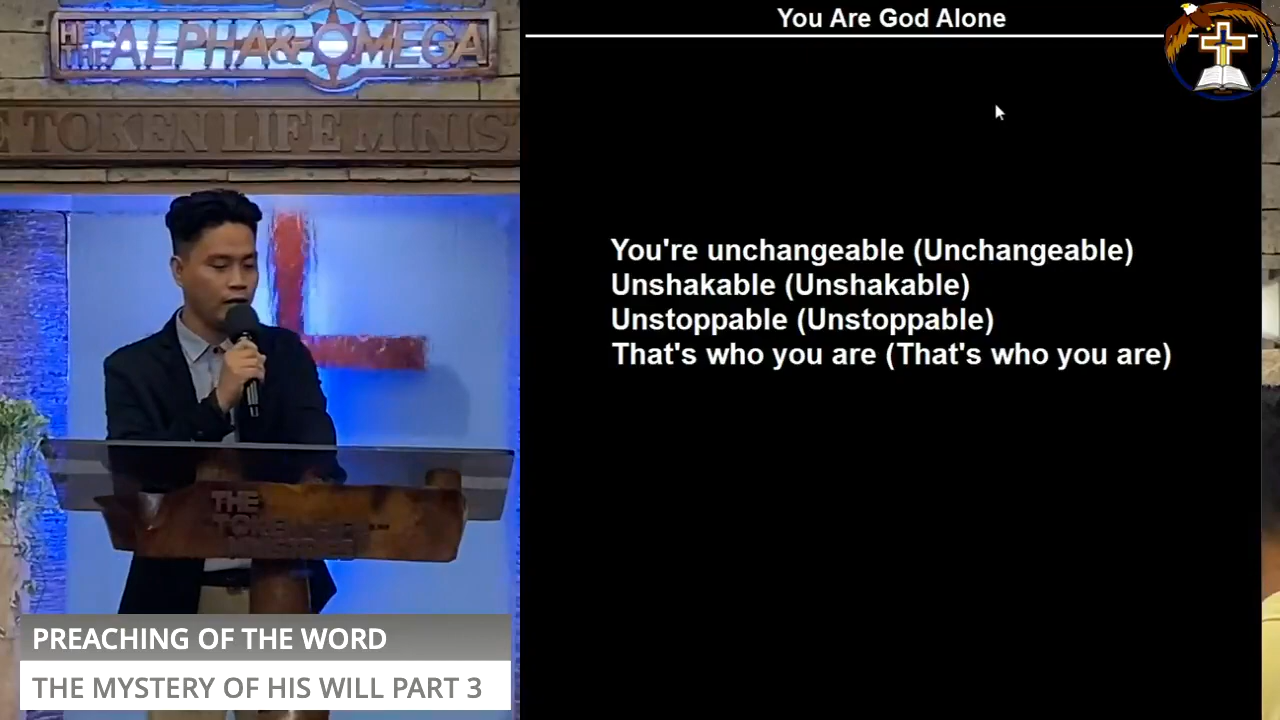 HE'S
THE ALPHA & OMEGA
TOKEN LIFE
THE
PREACHING OF THE WORD
THE MYSTERY OF HIS WILL PART 3
You Are God Alone
You're unchangeable (Unchangeable)
Unshakable (Unshakable)
Unstoppable (Unstoppable)
That's who you are (That's who you are)